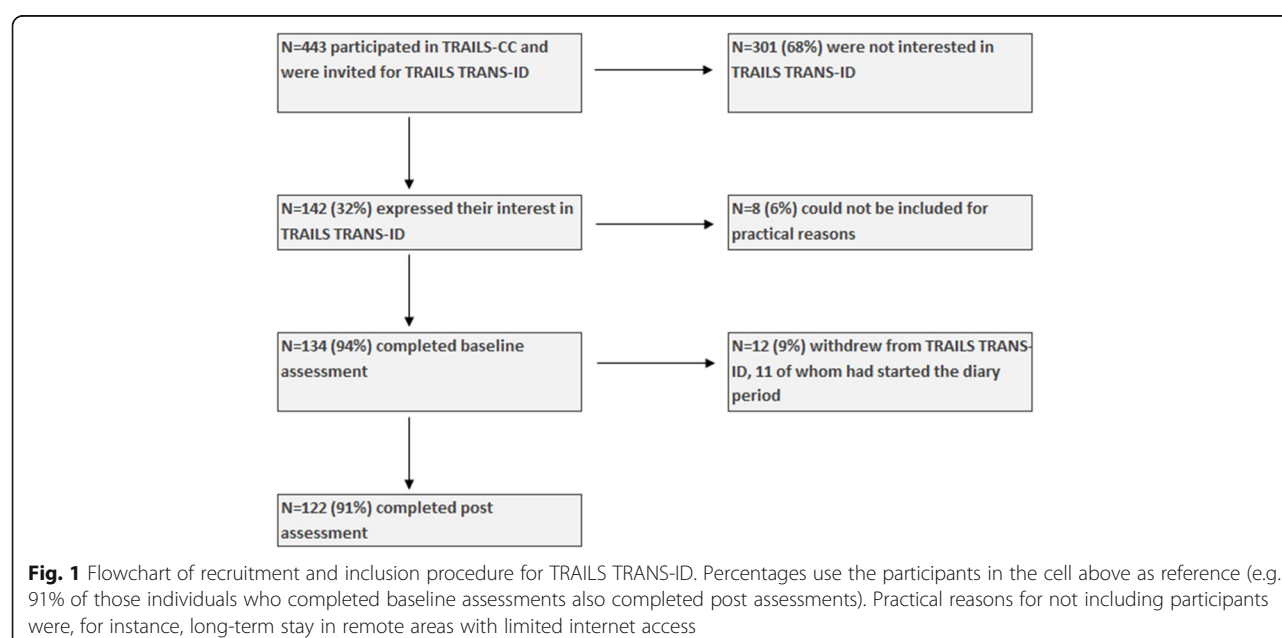 N=443 participated in TRAILS-CC and
were invited for TRAILS TRANS-ID
N=301 (68%) were not interested in
TRAILS TRANS-ID
N=142 (32%) expressed their interest in
TRAILS TRANS-ID
N=8 (6%) could not be included for
practical reasons
N=134 (94%) completed baseline
assessment
N=12 (9%) withdrew from TRAILS TRANS-
ID, 11 of whom had started the diary
period
N=122 (91%) completed post
assessment
Fig. 1 Flowchart of recruitment and inclusion procedure for TRAILS TRANS-ID. Percentages use the participants in the cell above as reference (e.g.
91% of those individuals who completed baseline assessments also completed post assessments). Practical reasons for not including participants
were, for instance, long-term stay in remote areas with limited internet access